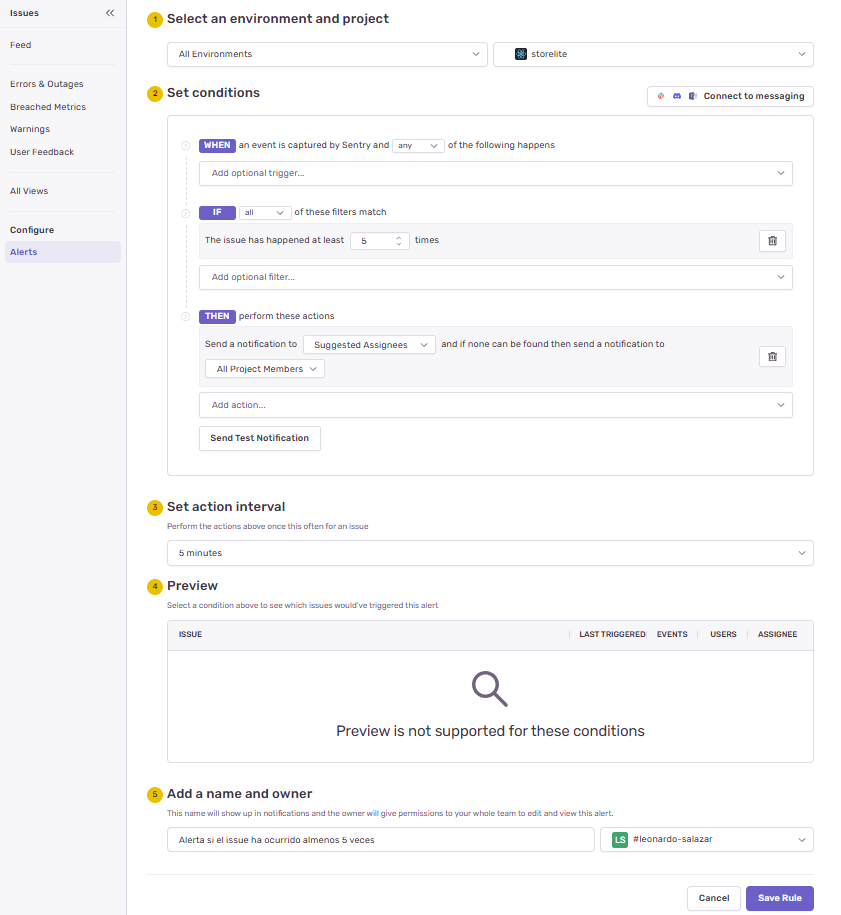 Issues
Feed
Errors & Outages
Breached Metrics
Warnings
User Feedback
All Views
Configure
Alerts
1 Select an environment and project
All Environments storelite
2 Set conditions
Connect to messaging
WHEN an event is captured by Sentry and any of the following happens
Add optional trigger...
IF all of these filters match
The issue has happened at least 5 times
Add optional filter...
THEN perform these actions
Send a notification to Suggested Assignees and if none can be found then send a notification to
All Project Members
Add action...
Send Test Notification
3 Set action interval
Perform the actions above once this often for an issue
5 minutes
4 Preview
Select a condition above to see which issues would've triggered this alert
ISSUE LAST TRIGGERED EVENTS USERS ASSIGNEE
Preview is not supported for these conditions
5 Add a name and owner
This name will show up in notifications and the owner will give permissions to your whole team to edit and view this alert.
Alerta si el issue ha ocurrido almenos 5 veces LS #leonardo-salazar
Cancel Save Rule